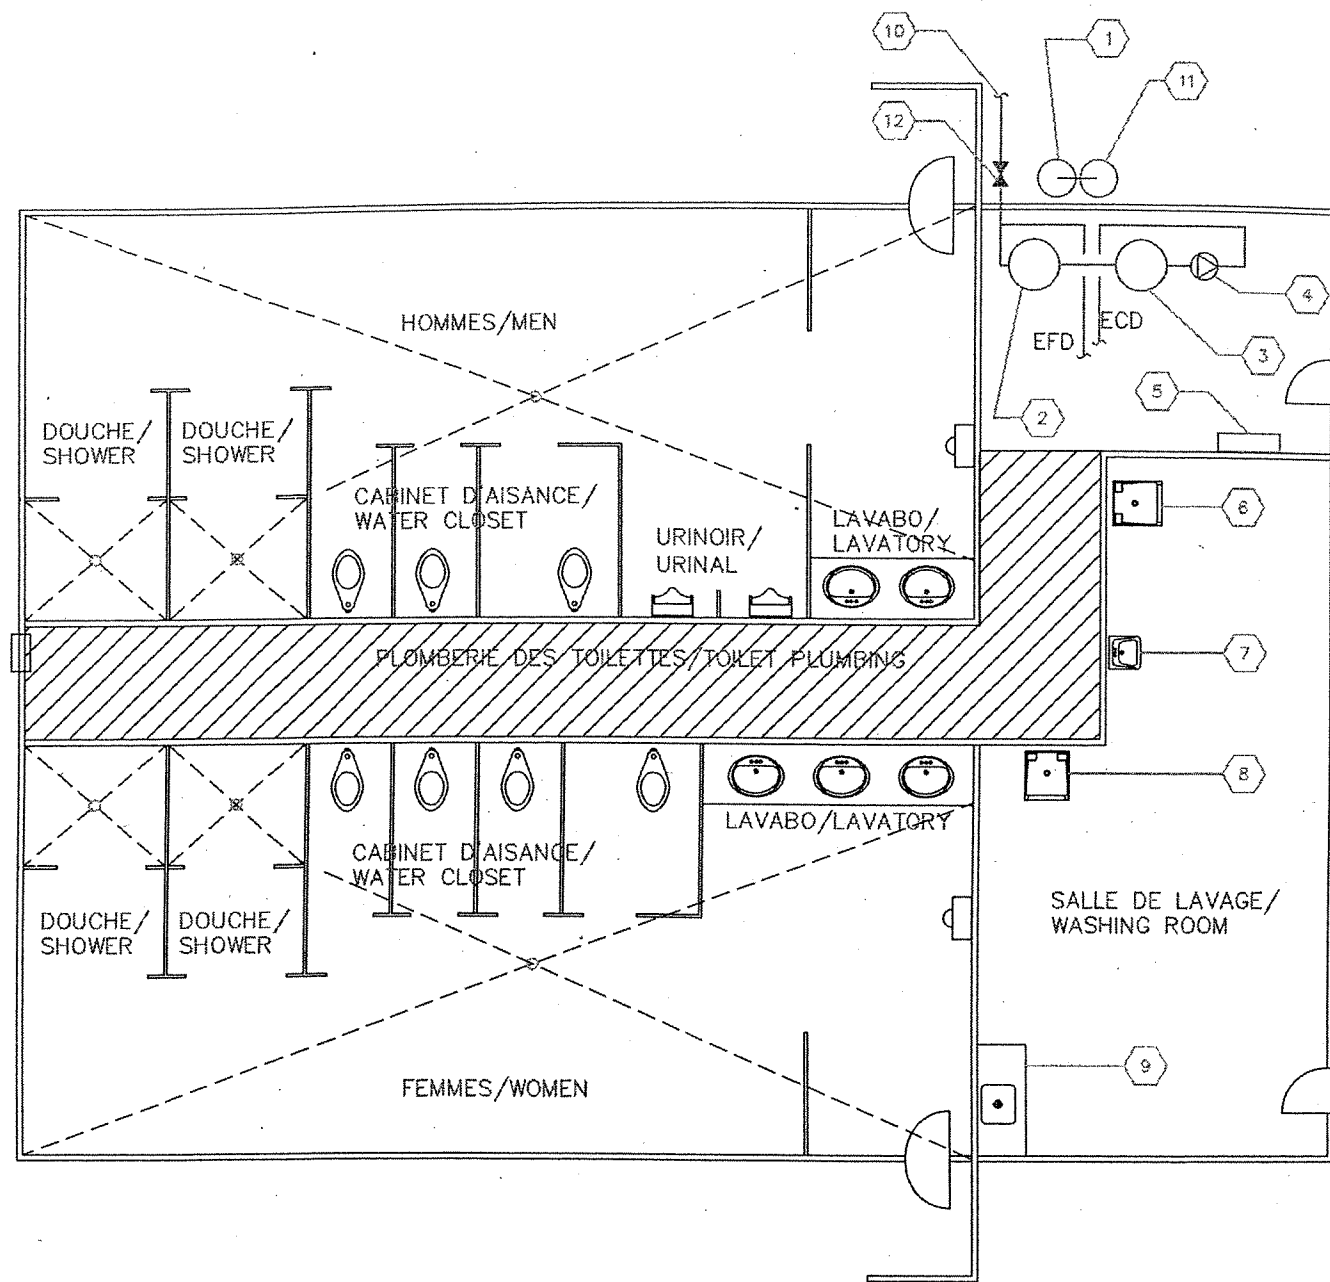 10
1
11
12
HOMMES/MEN
ECD
EFD
4
3
5
2
DOUCHE/
SHOWER
DOUCHE/
SHOWER
CABINET D'AISANCE/
WATER CLOSET
URINOIR/
URINAL
LAVABO/
LAVATORY
6
PLOMBERIE DES TOILETTES/TOILET PLUMBING
7
8
LAVABO/LAVATORY
CABINET D'AISANCE/
WATER CLOSET
DOUCHE/
SHOWER
DOUCHE/
SHOWER
SALLE DE LAVAGE/
WASHING ROOM
FEMMES/WOMEN
9